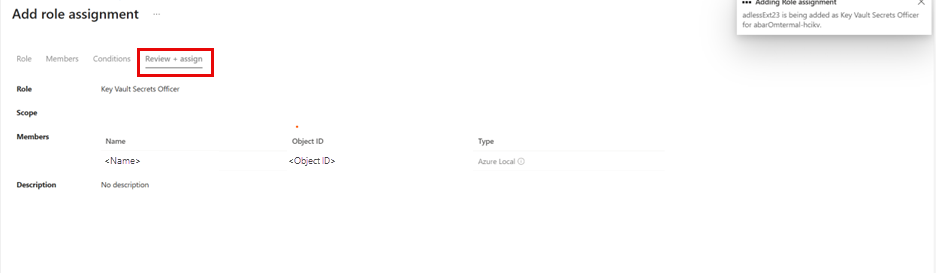 Add role assignment ...
••• Adding Role assignment
adlessExt23 is being added as Key Vault Secrets Officer
for abarOmtermal-hcikv.
Role Members Conditions Review + assign
Role Key Vault Secrets Officer
Scope
Members
Name Object ID Type
<Name> <Object ID> Azure Local
Description No description